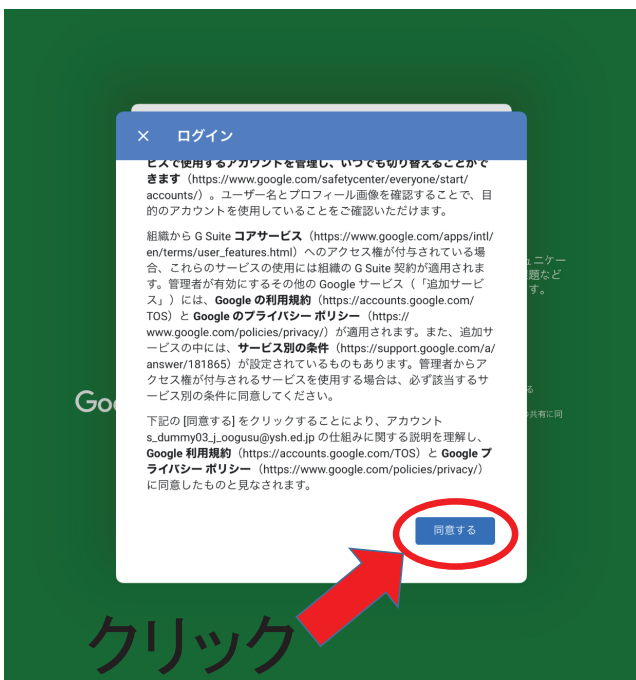 × ログイン
ビスで使用するアカウントを管理し、いつでも切り替えることがで
きます（https://www.google.com/safetycenter/everyone/start/
accounts/）。ユーザー名とプロフィール画像を確認することで、目
的のアカウントを使用していることをご確認いただけます。
組織から G Suite コアサービス（https://www.google.com/apps/intl/
en/terms/user_features.html）へのアクセス権が付与されている場
合、これらのサービスの使用には組織の G Suite 契約が適用されま
す。管理者が有効にするその他の Google サービス（「追加サービ
ス」）には、Google の利用規約（https://accounts.google.com/
TOS）と Google のプライバシー ポリシー（https://
www.google.com/policies/privacy/）が適用されます。また、追加サ
ービスの中には、サービス別の条件（https://support.google.com/a/
answer/181865）が設定されているものもあります。管理者からア
クセス権が付与されるサービスを使用する場合は、必ず該当するサ
ービス別の条件に同意してください。
下記の [同意する] をクリックすることにより、アカウント
s_dummy03_j_oogusu@ysh.ed.jp の仕組みに関する説明を理解し、
Google 利用規約（https://accounts.google.com/TOS）と Google プ
ライバシー ポリシー（https://www.google.com/policies/privacy/）
に同意したものと見なされます。
同意する
ュニケー
題など
す。
Goo
る
共有に同
クリック